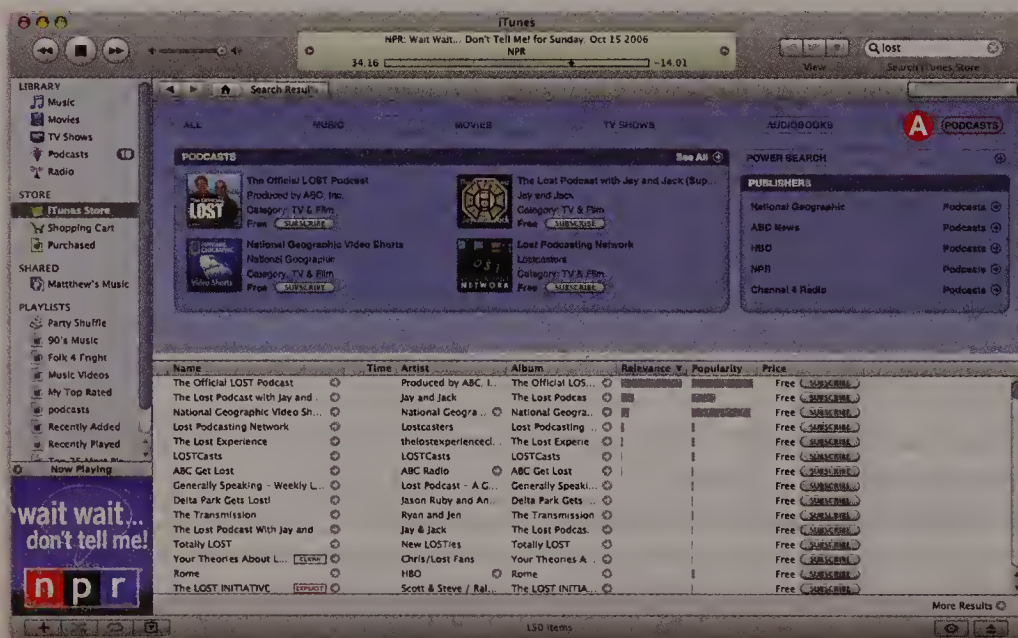 iTunes
NPR: Wait Wait... Don't Tell Me! for Sunday, Oct 15 2006
NPR
34.16 -14.01
lost
View
Search iTunes Store
LIBRARY
Music
Movies
TV Shows
Podcasts
Radio
STORE
iTunes Store
Shopping Cart
Purchased
SHARED
Mattthew's Music
PLAYLISTS
Party Shuffle
90's Music
Folk 4 Fright
Music Videos
My Top Rated
podcasts
Recently Added
Recently Played
Now Playing
wait wait...
don't tell me!
npr
Search Results
ALL MUSIC MOVIES TV SHOWS AUDIOBOOKS A PODCASTS
PODCASTS See All
The Official LOST Podcast
Produced by ABC, Inc.
Category: TV & Film
Free SUBSCRIBE
The Lost Podcast with Jay and Jack (Sup...
Jay and Jack
Category: TV & Film
Free SUBSCRIBE
National Geographic Video Shorts
National Geographic
Category: TV & Film
Free SUBSCRIBE
Lost Podcasting Network
Lostcasters
Category: TV & Film
Free SUBSCRIBE
LOST
Video Shorts
NETWORK
POWER SEARCH
PUBLISHERS
National Geographic Podcasts
ABC News Podcasts
HBO Podcasts
NPR Podcasts
Channel 4 Radio Podcasts
Name Time Artist Album Relevance Popularity Price
The Official LOST Podcast Produced by ABC, I.. The Official LOS... Free SUBSCRIBE
The Lost Podcast with Jay and . Jay and Jack The Lost Podcas Free SUBSCRIBE
National Geographic Video Sh... National Geogra .. National Geogra.. Free SUBSCRIBE
Lost Podcasting Network Lostcasters Lost Podcasting .. Free SUBSCRIBE
The Lost Experience thelostexperiencecl. The Lost Experie Free SUBSCRIBE
LOSTCasts LOSTCasts LOSTCasts Free SUBSCRIBE
ABC Get Lost ABC Radio ABC Get Lost Free SUBSCRIBE
Generally Speaking - Weekly L... Lost Podcast - A G... Generally Speaki... Free SUBSCRIBE
Delta Park Gets Lost! Jason Ruby and An.. Delta Park Gets .. Free SUBSCRIBE
The Transmission Ryan and Jen The Transmission Free SUBSCRIBE
The Lost Podcast With Jay and Jay & Jack The Lost Podcas. Free SUBSCRIBE
Totally LOST New LOSTies Totally LOST Free SUBSCRIBE
Your Theories About L... CLEAN Chris/Lost Fans Your Theories A . Free SUBSCRIBE
Rome HBO Rome Free SUBSCRIBE
The LOST INITIATIVE EXPLICIT Scott & Steve / Ral... The LOST INITIA... Free SUBSCRIBE
More Results
150 items